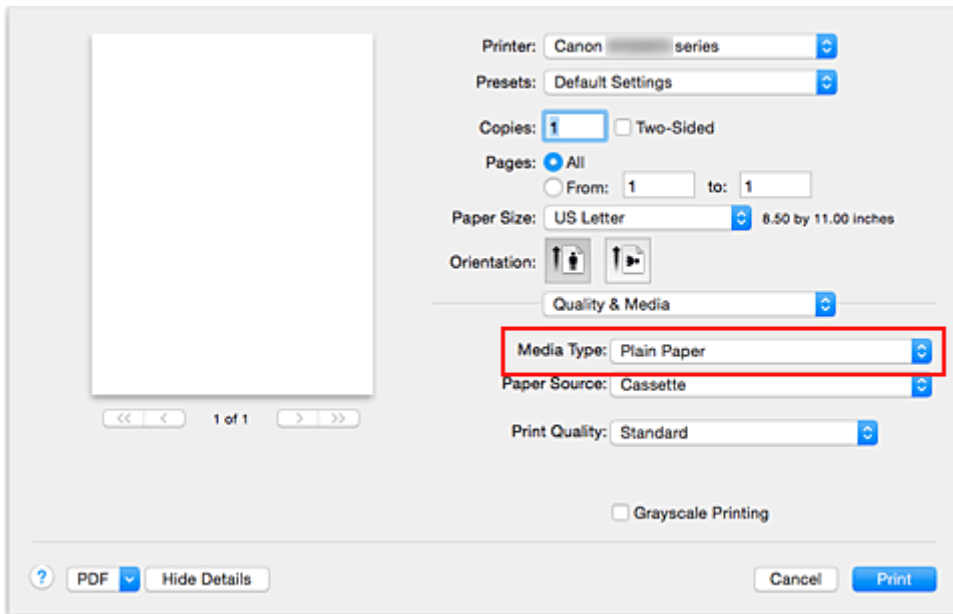 Printer: Canon series
Presets: Default Settings
Copies: 1 Two-Sided
Pages: All
From: 1 to: 1
Paper Size: US Letter 8.50 by 11.00 inches
Orientation:
Quality & Media
Media Type: Plain Paper
Paper Source: Cassette
1 of 1
Print Quality: Standard
Grayscale Printing
? PDF Hide Details Cancel Print